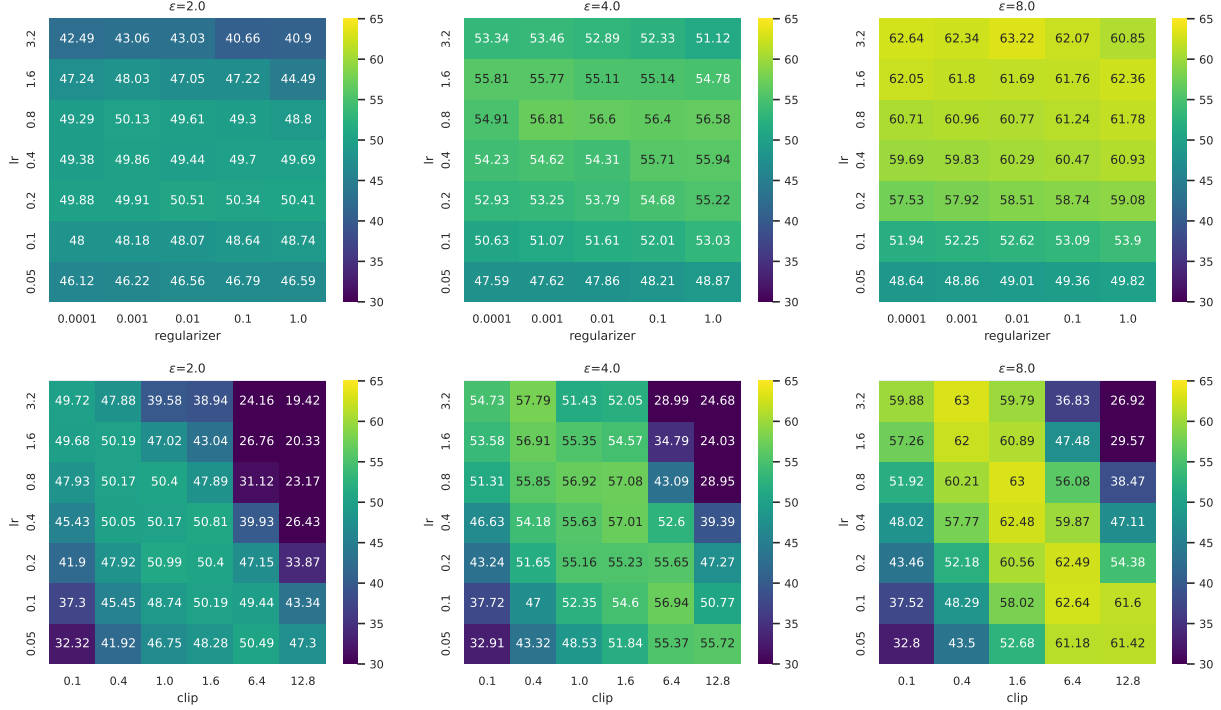 ε=2.0
ε=4.0
ε=8.0
3.2 42.49 43.06 43.03 40.66 40.9
1.6 47.24 48.03 47.05 47.22 44.49
0.8 49.29 50.13 49.61 49.3 48.8
0.4 49.38 49.86 49.44 49.7 49.69
0.2 49.88 49.91 50.51 50.34 50.41
0.1 48 48.18 48.07 48.64 48.74
0.05 46.12 46.22 46.56 46.79 46.59
lr
0.0001 0.001 0.01 0.1 1.0
regularizer
65
60
55
50
45
40
35
30
3.2 53.34 53.46 52.89 52.33 51.12
1.6 55.81 55.77 55.11 55.14 54.78
0.8 54.91 56.81 56.6 56.4 56.58
0.4 54.23 54.62 54.31 55.71 55.94
0.2 52.93 53.25 53.79 54.68 55.22
0.1 50.63 51.07 51.61 52.01 53.03
0.05 47.59 47.62 47.86 48.21 48.87
lr
0.0001 0.001 0.01 0.1 1.0
regularizer
65
60
55
50
45
40
35
30
3.2 62.64 62.34 63.22 62.07 60.85
1.6 62.05 61.8 61.69 61.76 62.36
0.8 60.71 60.96 60.77 61.24 61.78
0.4 59.69 59.83 60.29 60.47 60.93
0.2 57.53 57.92 58.51 58.74 59.08
0.1 51.94 52.25 52.62 53.09 53.9
0.05 48.64 48.86 49.01 49.36 49.82
lr
0.0001 0.001 0.01 0.1 1.0
regularizer
65
60
55
50
45
40
35
30
ε=2.0
ε=4.0
ε=8.0
3.2 49.72 47.88 39.58 38.94 24.16 19.42
1.6 49.68 50.19 47.02 43.04 26.76 20.33
0.8 47.93 50.17 50.4 47.89 31.12 23.17
0.4 45.43 50.05 50.17 50.81 39.93 26.43
0.2 41.9 47.92 50.99 50.4 47.15 33.87
0.1 37.3 45.45 48.74 50.19 49.44 43.34
0.05 32.32 41.92 46.75 48.28 50.49 47.3
lr
0.1 0.4 1.0 1.6 6.4 12.8
clip
65
60
55
50
45
40
35
30
3.2 54.73 57.79 51.43 52.05 28.99 24.68
1.6 53.58 56.91 55.35 54.57 34.79 24.03
0.8 51.31 55.85 56.92 57.08 43.09 28.95
0.4 46.63 54.18 55.63 57.01 52.6 39.39
0.2 43.24 51.65 55.16 55.23 55.65 47.27
0.1 37.72 47 52.35 54.6 56.94 50.77
0.05 32.91 43.32 48.53 51.84 55.37 55.72
lr
0.1 0.4 1.0 1.6 6.4 12.8
clip
65
60
55
50
45
40
35
30
3.2 59.88 63 59.79 36.83 26.92
1.6 57.26 62 60.89 47.48 29.57
0.8 51.92 60.21 63 56.08 38.47
0.4 48.02 57.77 62.48 59.87 47.11
0.2 43.46 52.18 60.56 62.49 54.38
0.1 37.52 48.29 58.02 62.64 61.6
0.05 32.8 43.5 52.68 61.18 61.42
lr
0.1 0.4 1.6 6.4 12.8
clip
65
60
55
50
45
40
35
30